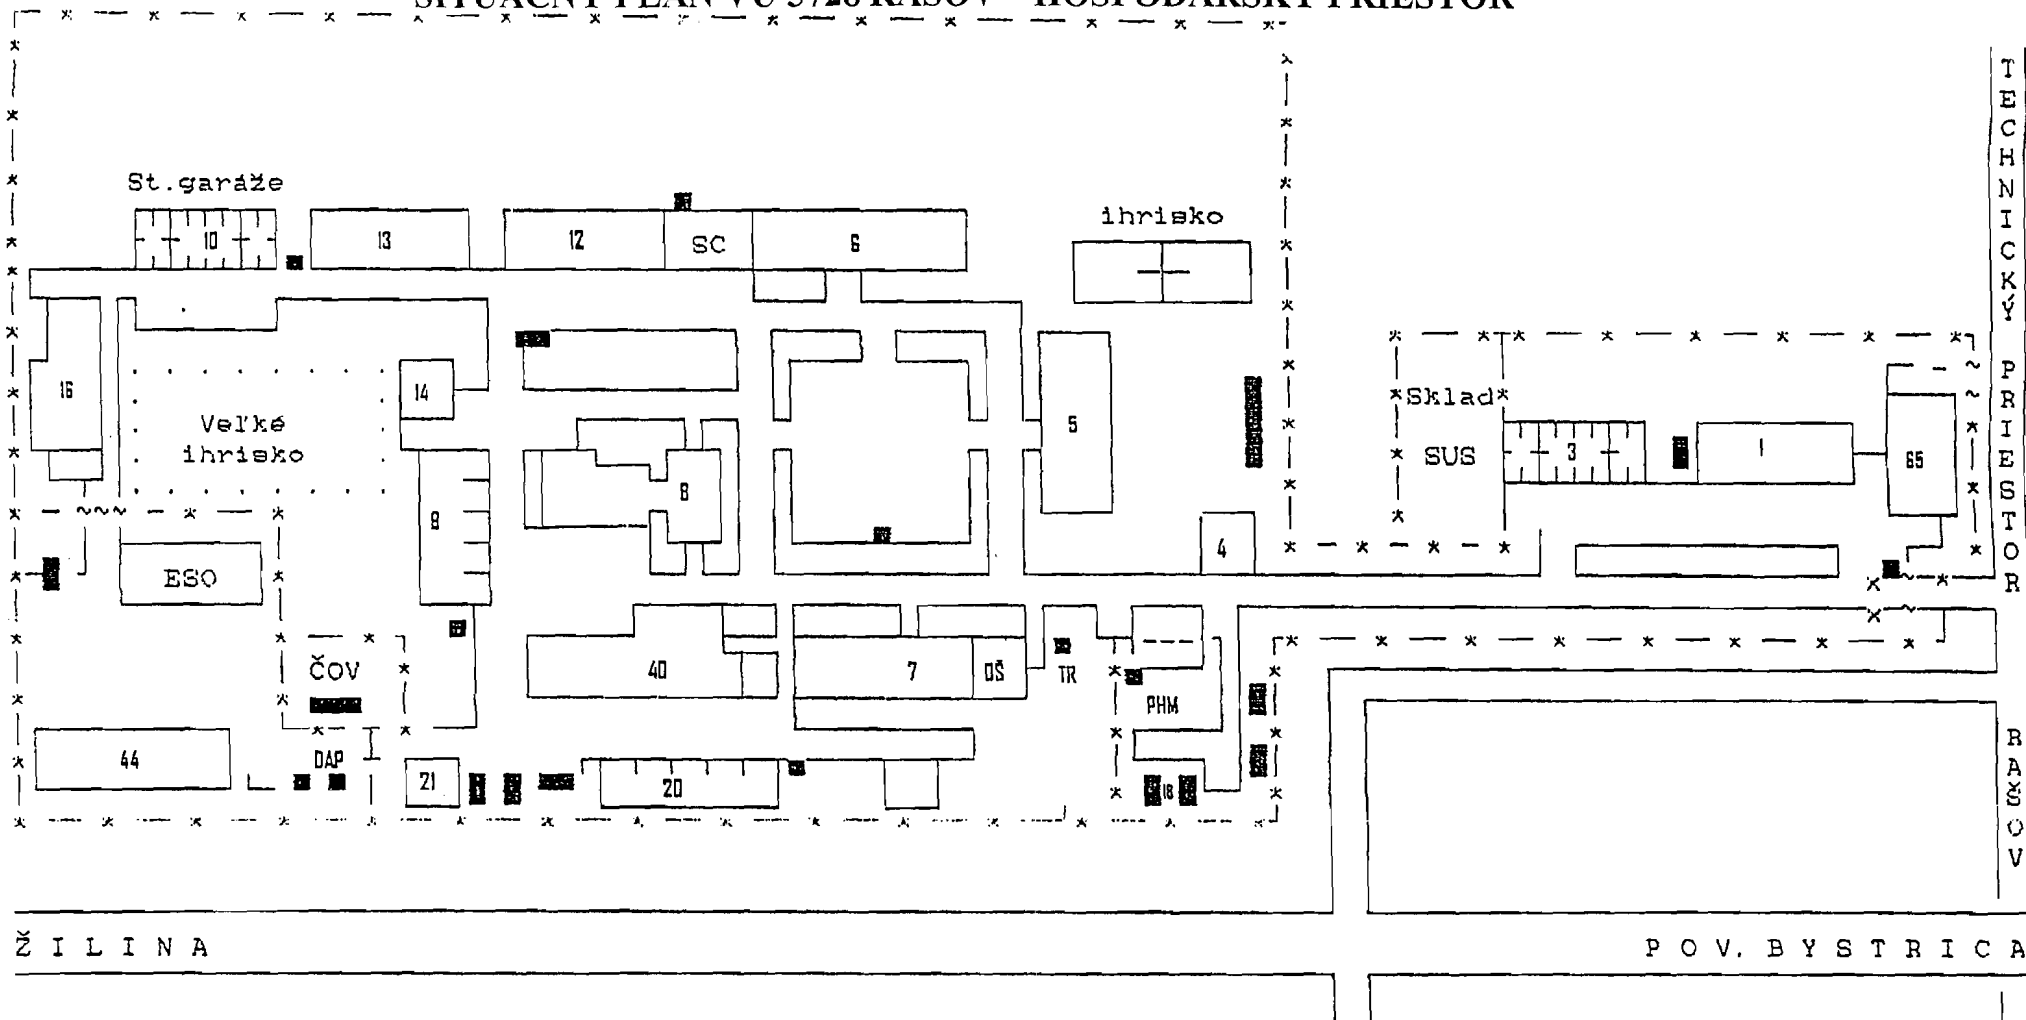 St.garáže
10
13
12
SC
6
ihrisko
16
Veľké
ihrisko
14
5
Sklad
SUS
3
1
65
8
4
ESO
ČOV
40
7
OŠ
TR
PHM
44
DAP
21
20
18
TECHNICKÝ PRIESTOR
RAŠOV
ŽILINA
POV. BYSTRICA